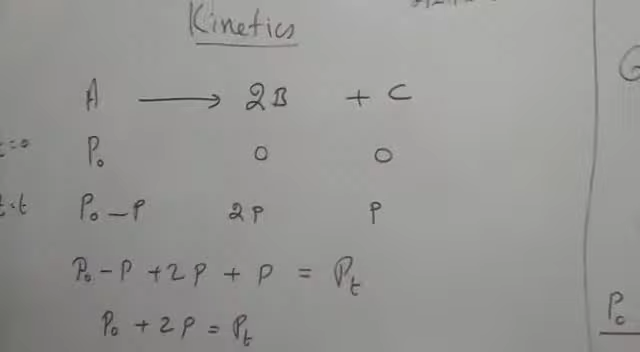 Kinetics
A → 2B + C
t=0 P₀ 0 0
t=t P₀-P 2P P
P₀-P+2P+P = Pₜ
P₀+2P=Pₜ
P₀